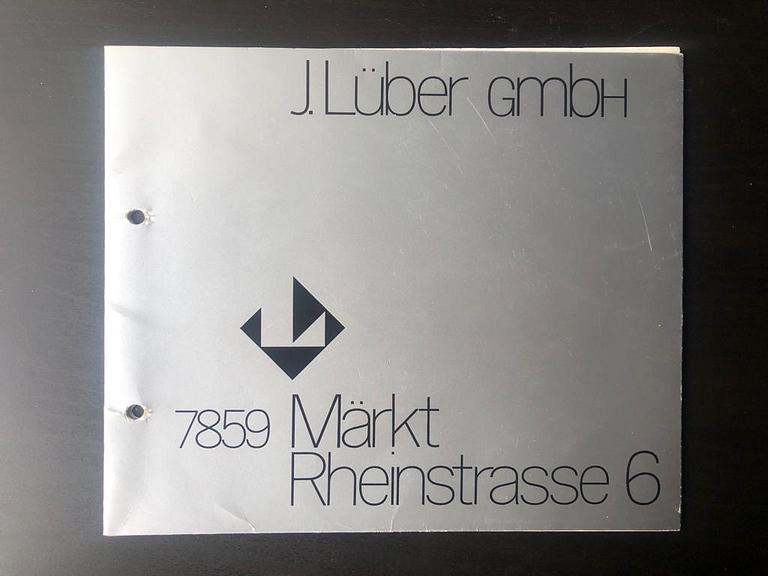 J. Lüber GmbH
7859 Märkt
Rheinstrasse 6